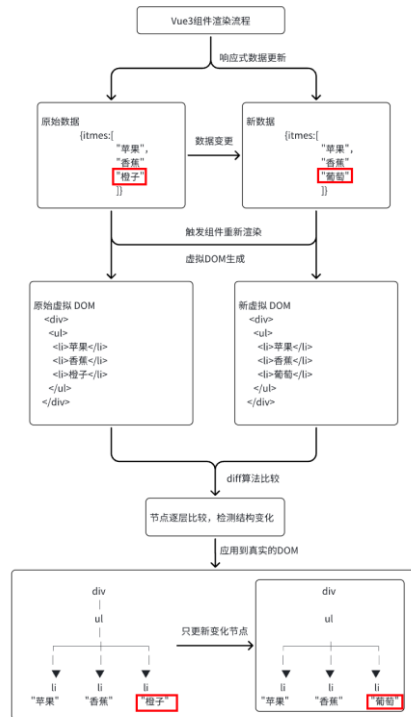 Vue3组件渲染流程
响应式数据更新
原始数据
{itmes:[
"苹果",
"香蕉"
"橙子"
]}
数据变更
新数据
{itmes:[
"苹果",
"香蕉"
"葡萄"
]}
触发组件重新渲染
虚拟DOM生成
原始虚拟 DOM
<div>
<ul>
<li>苹果</li>
<li>香蕉</li>
<li>橙子</li>
</ul>
</div>
新虚拟 DOM
<div>
<ul>
<li>苹果</li>
<li>香蕉</li>
<li>葡萄</li>
</ul>
</div>
diff算法比较
节点逐层比较，检测结构变化
应用到真实的DOM
div
ul
li li li
"苹果" "香蕉" "橙子"
只更新变化节点
div
ul
li li li
"苹果" "香蕉" "葡萄"